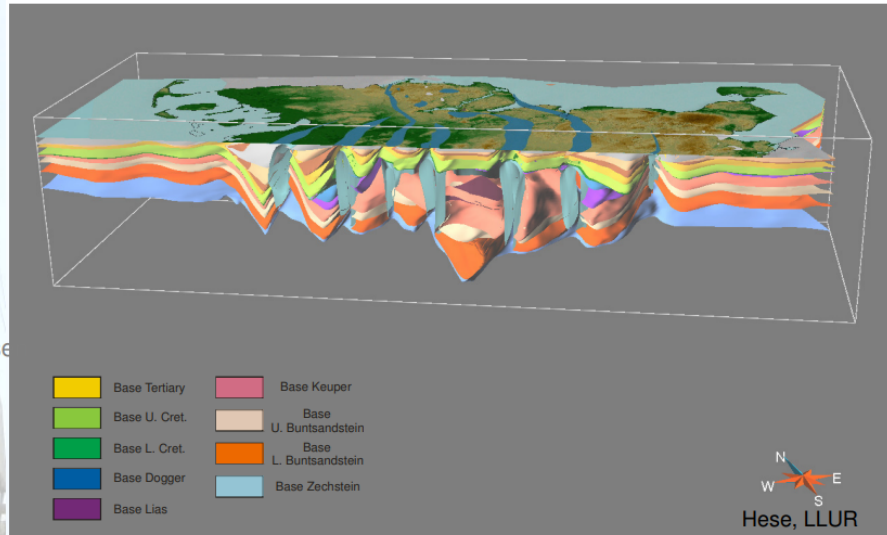 Base Tertiary
Base U. Cret.
Base L. Cret.
Base Dogger
Base Lias
Base Keuper
Base
U. Buntsandstein
Base
L. Buntsandstein
Base Zechstein
N
W
E
S
Hese, LLUR